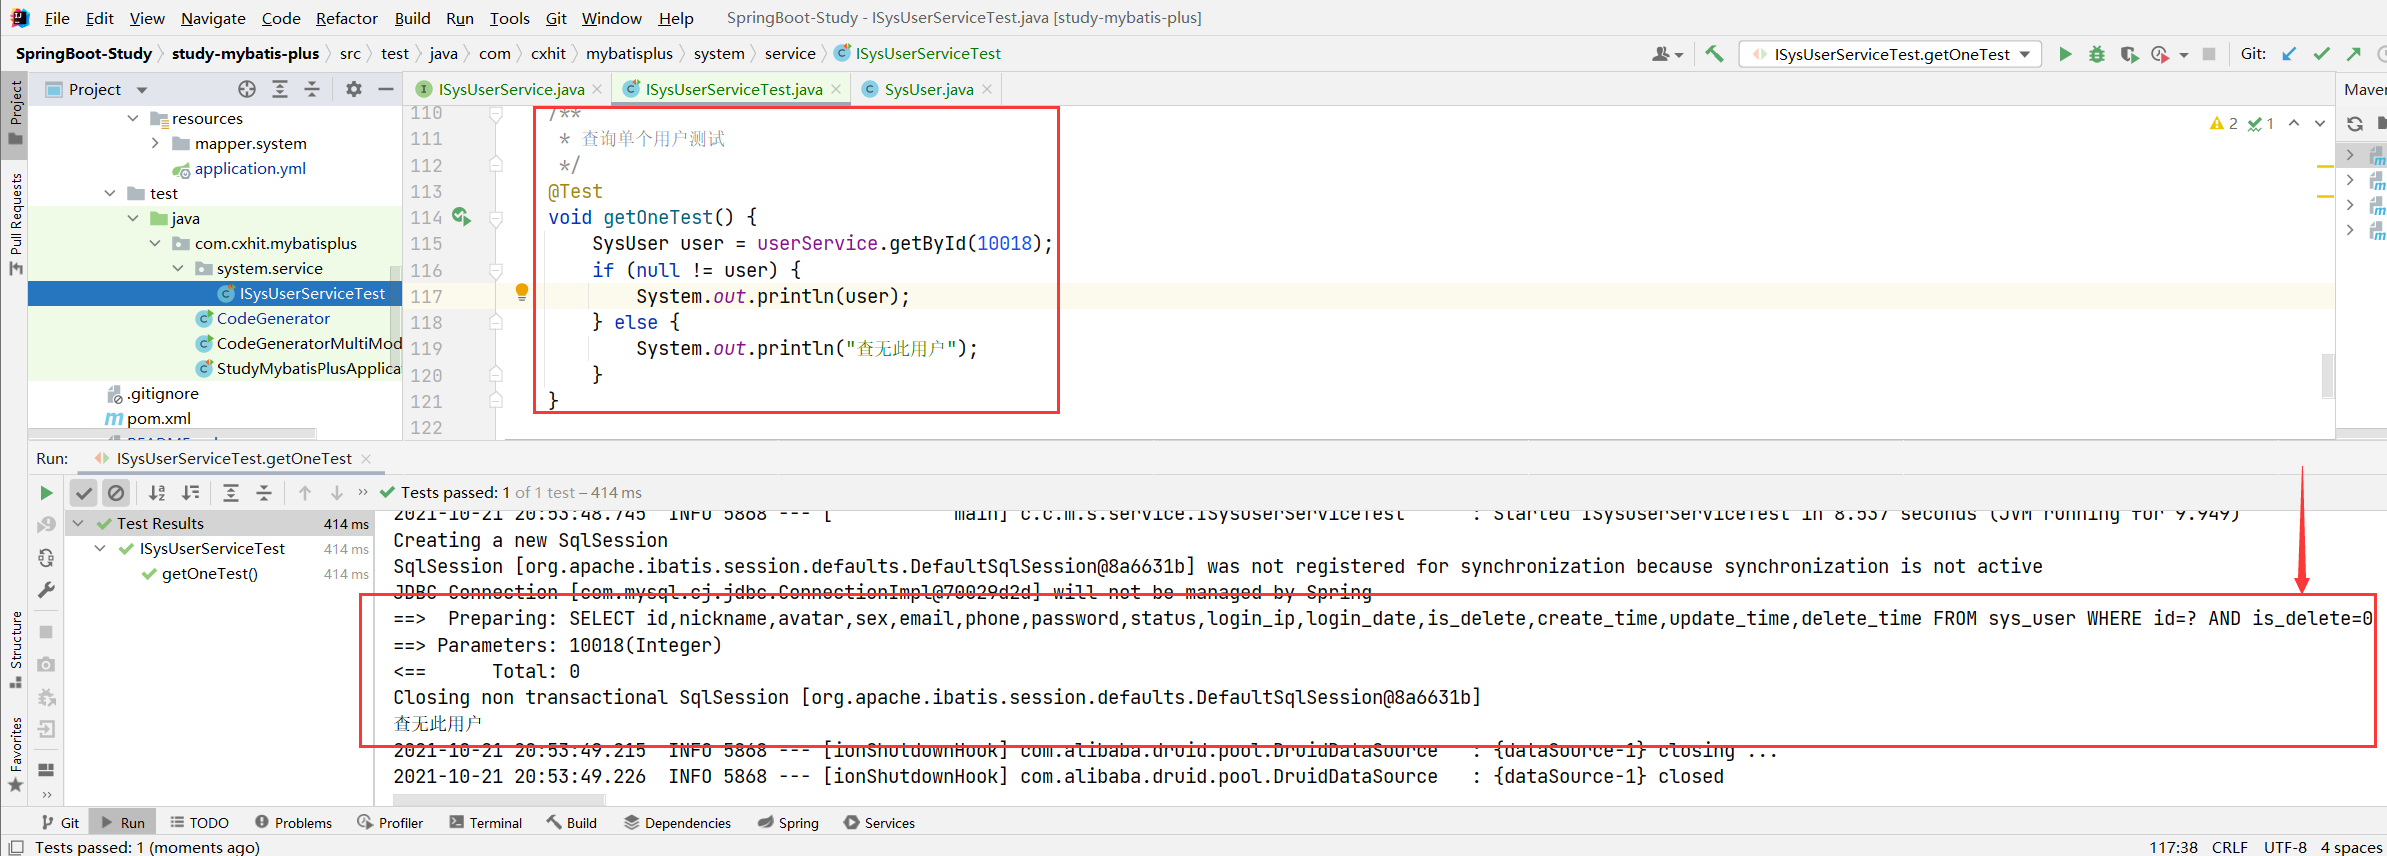 File Edit View Navigate Code Refactor Build Run Tools Git Window Help SpringBoot-Study - ISysUserServiceTest.java [study-mybatis-plus]
SpringBoot-Study study-mybatis-plus src test java com cxhit mybatisplus system service ISysUserServiceTest ISysUserServiceTest.getOneTest Git:
Project
Pull Requests
Structure
Favorites
Project
ISysUserService.java ISysUserServiceTest.java SysUser.java
resources
mapper.system
application.yml
test
java
com.cxhit.mybatisplus
system.service
ISysUserServiceTest
CodeGenerator
CodeGeneratorMultiMod
StudyMybatisPlusApplica
.gitignore
pom.xml
110 /**
111 * 查询单个用户测试
112 */
113 @Test
114 void getOneTest() {
115 SysUser user = userService.getById(10018);
116 if (null != user) {
117 System.out.println(user);
118 } else {
119 System.out.println("查无此用户");
120 }
121 }
122
2 1
Maven
Run: ISysUserServiceTest.getOneTest
Tests passed: 1 of 1 test – 414 ms
Test Results 414 ms
ISysUserServiceTest 414 ms
getOneTest() 414 ms
2021-10-21 20:53:48.745 INFO 5868 --- [ main] c.c.m.s.service.ISysUserServiceTest : Started ISysUserServiceTest in 8.537 seconds (JVM running for 9.949)
Creating a new SqlSession
SqlSession [org.apache.ibatis.session.defaults.DefaultSqlSession@8a6631b] was not registered for synchronization because synchronization is not active
JDBC Connection [com.mysql.cj.jdbc.ConnectionImpl@70029d2d] will not be managed by Spring
==> Preparing: SELECT id,nickname,avatar,sex,email,phone,password,status,login_ip,login_date,is_delete,create_time,update_time,delete_time FROM sys_user WHERE id=? AND is_delete=0
==> Parameters: 10018(Integer)
<== Total: 0
Closing non transactional SqlSession [org.apache.ibatis.session.defaults.DefaultSqlSession@8a6631b]
查无此用户
2021-10-21 20:53:49.215 INFO 5868 --- [ionShutdownHook] com.alibaba.druid.pool.DruidDataSource : {dataSource-1} closing ...
2021-10-21 20:53:49.226 INFO 5868 --- [ionShutdownHook] com.alibaba.druid.pool.DruidDataSource : {dataSource-1} closed
Git Run TODO Problems Profiler Terminal Build Dependencies Spring Services
Tests passed: 1 (moments ago) 117:38 CRLF UTF-8 4 spaces